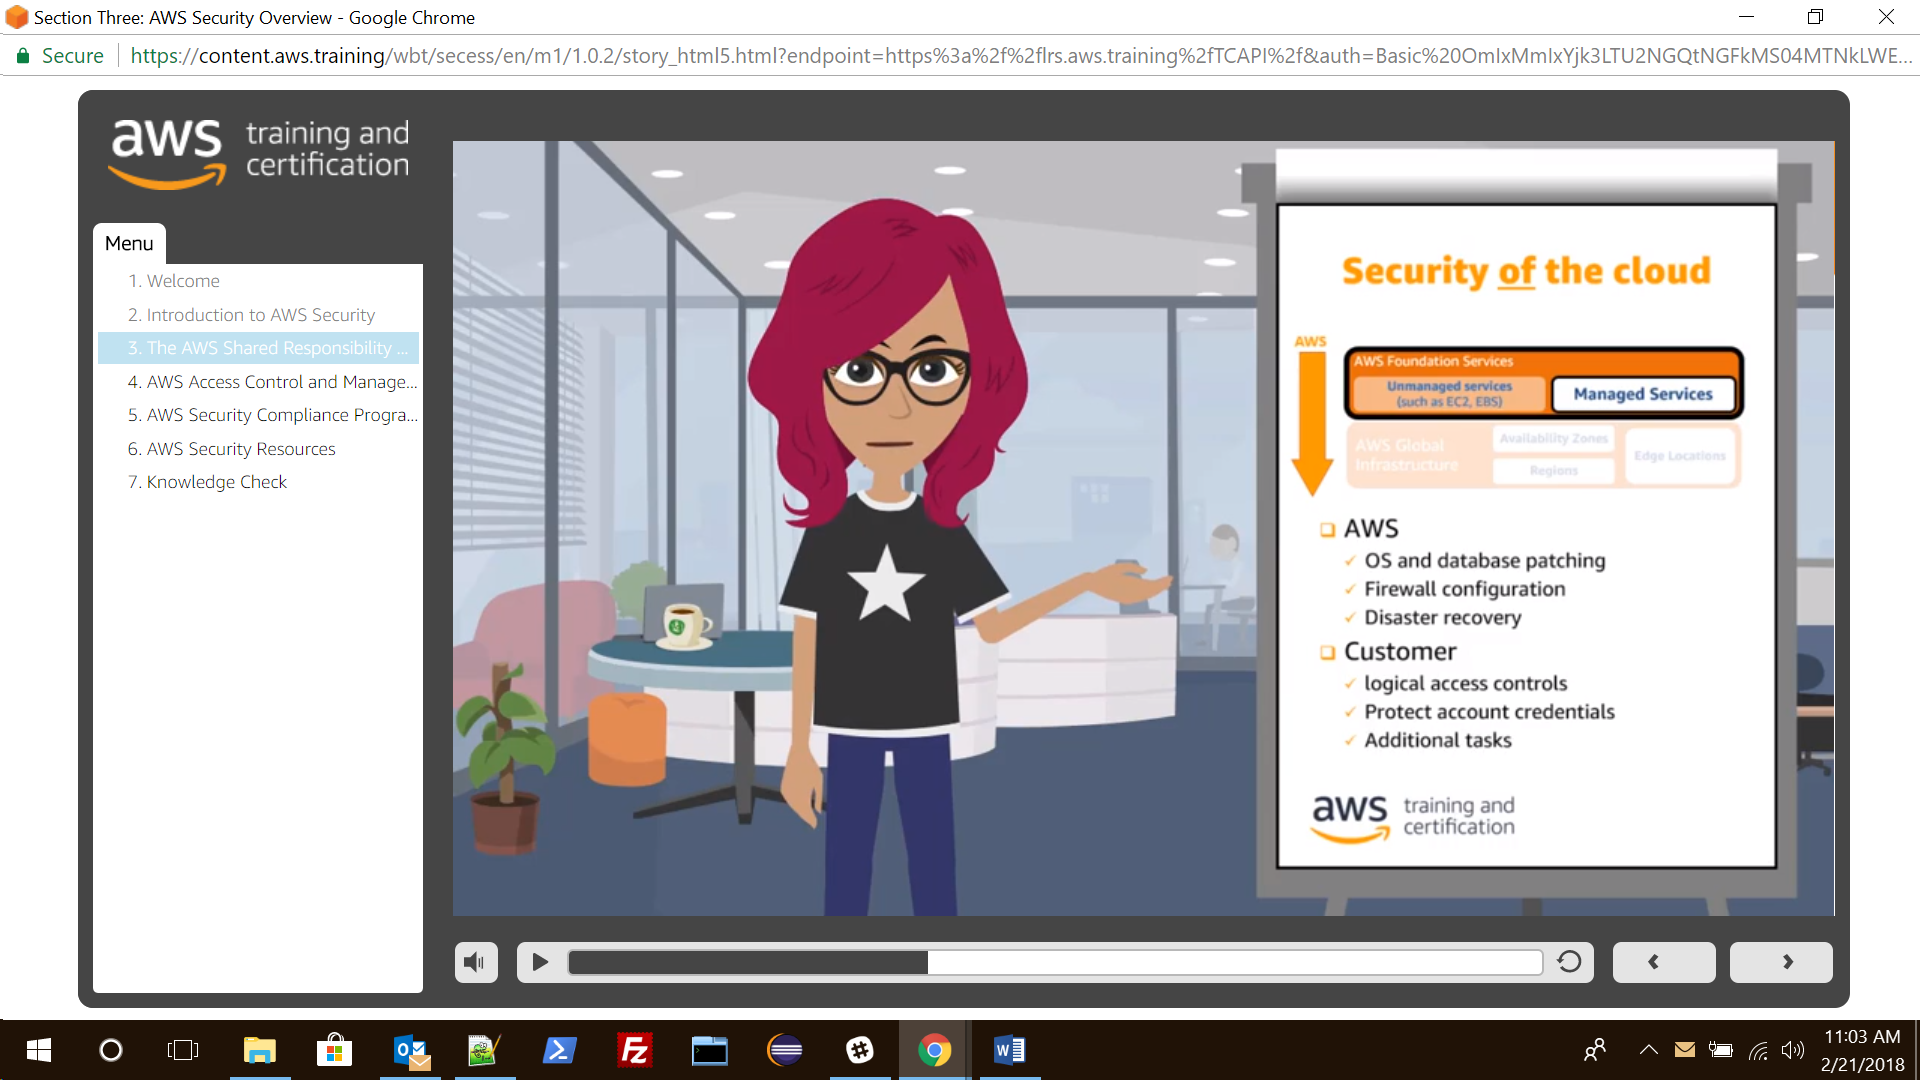 Section Three: AWS Security Overview - Google Chrome
Secure
https://content.aws.training/wbt/secess/en/m1/1.0.2/story_html5.html?endpoint=https%3a%2f%2flrs.aws.training%2fTCAPI%2f&auth=Basic%20OmIxMmIxYjk3LTU2NGQtNGFkMS04MTNkLWE...
aws training and
certification
Menu
1. Welcome
2. Introduction to AWS Security
3. The AWS Shared Responsibility ...
4. AWS Access Control and Manage...
5. AWS Security Compliance Progra...
6. AWS Security Resources
7. Knowledge Check
Security of the cloud
AWS
AWS Foundation Services
Unmanaged services
(such as EC2, EBS)
Managed Services
AWS Global
Infrastructure
Availability Zones
Regions
Edge Locations
AWS
OS and database patching
Firewall configuration
Disaster recovery
Customer
logical access controls
Protect account credentials
Additional tasks
aws training and
certification
11:03 AM
2/21/2018